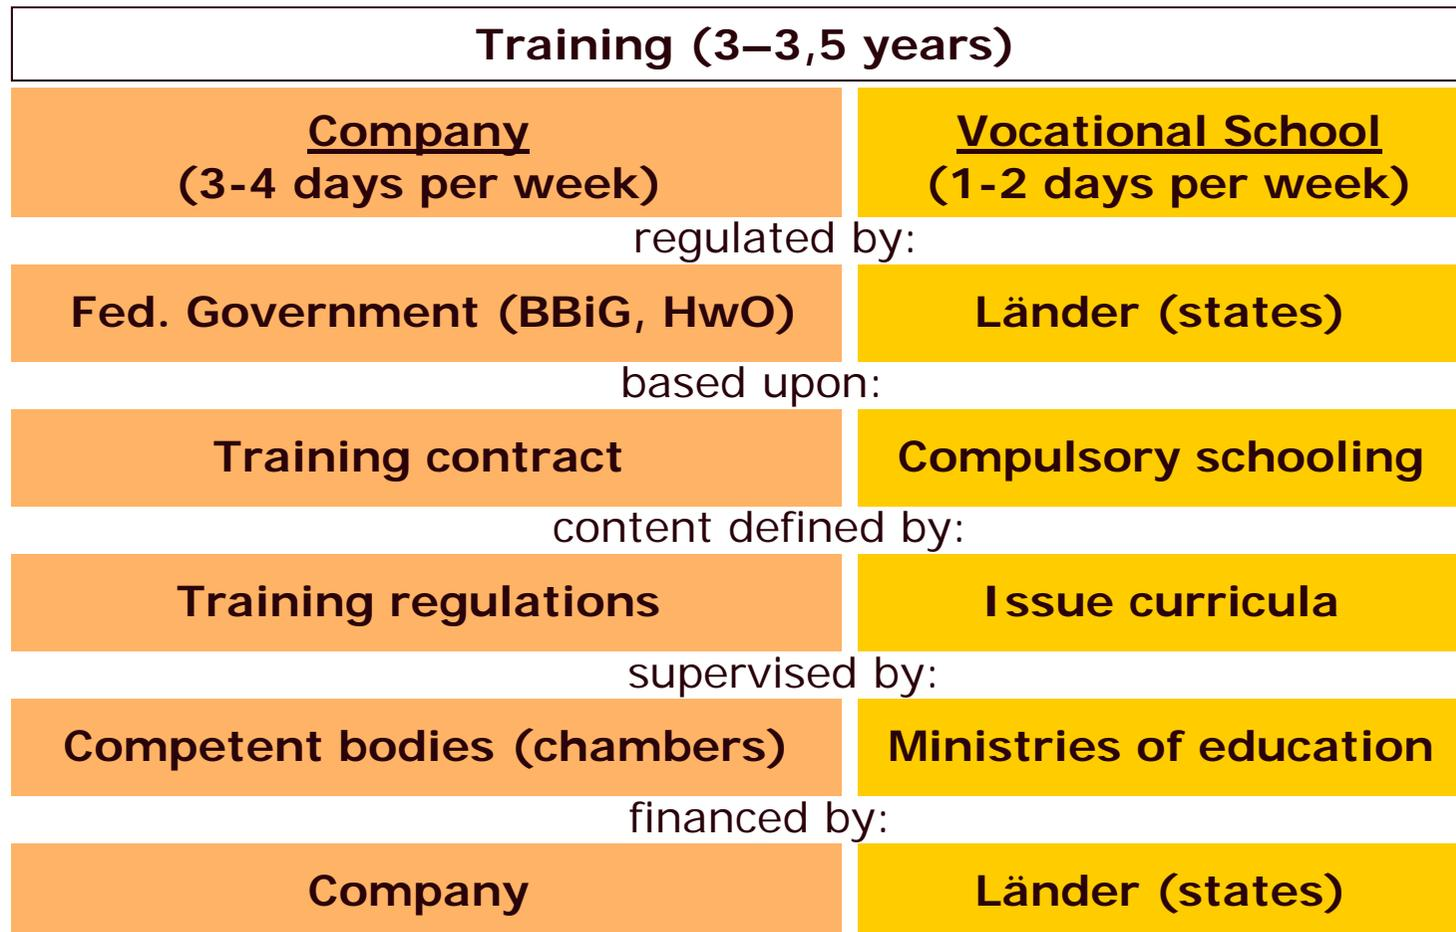 Training (3–3,5 years)
Company
(3-4 days per week)
Vocational School
(1-2 days per week)
regulated by:
Fed. Government (BBiG, HwO)
Länder (states)
based upon:
Training contract
Compulsory schooling
content defined by:
Training regulations
Issue curricula
supervised by:
Competent bodies (chambers)
Ministries of education
financed by:
Company
Länder (states)